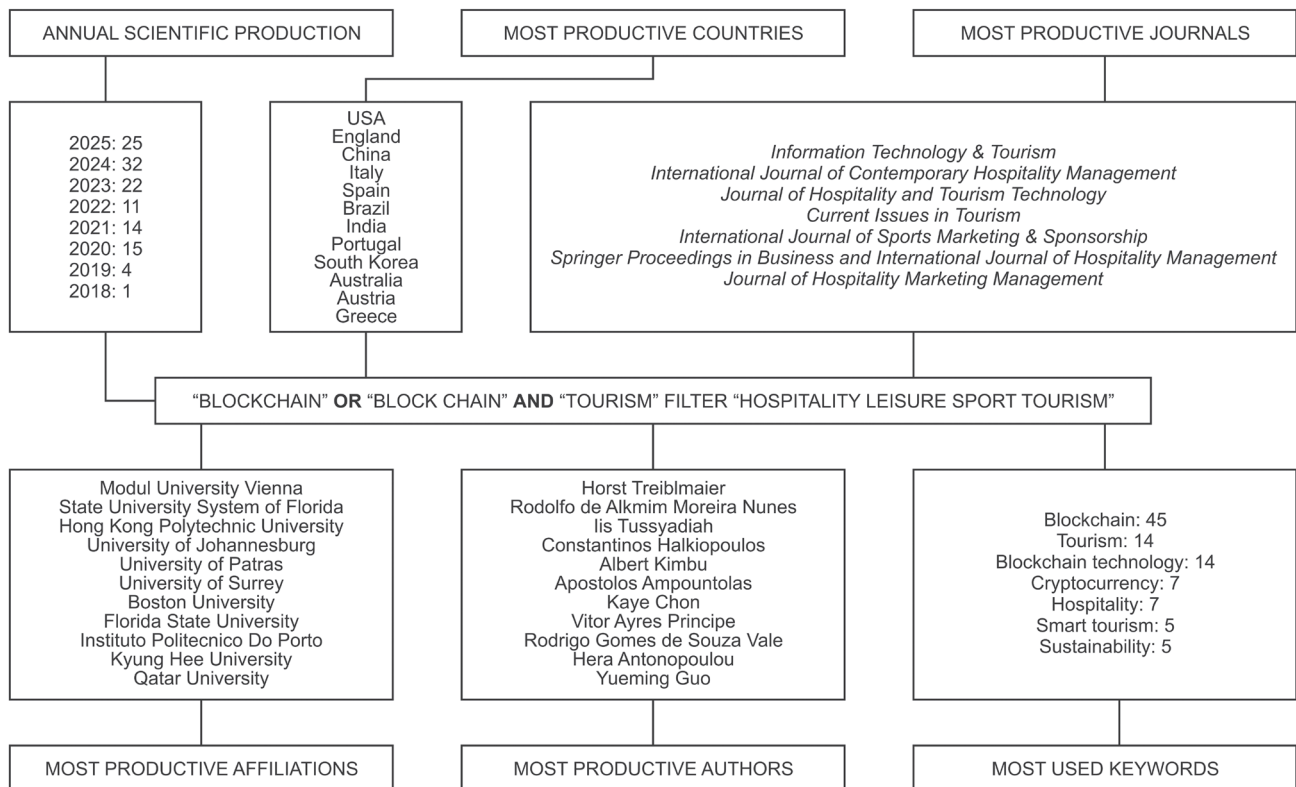 ANNUAL SCIENTIFIC PRODUCTION
MOST PRODUCTIVE COUNTRIES
MOST PRODUCTIVE JOURNALS
2025: 25
2024: 32
2023: 22
2022: 11
2021: 14
2020: 15
2019: 4
2018: 1
USA
England
China
Italy
Spain
Brazil
India
Portugal
South Korea
Australia
Austria
Greece
Information Technology & Tourism
International Journal of Contemporary Hospitality Management
Journal of Hospitality and Tourism Technology
Current Issues in Tourism
International Journal of Sports Marketing & Sponsorship
Springer Proceedings in Business and International Journal of Hospitality Management
Journal of Hospitality Marketing Management
“BLOCKCHAIN” OR “BLOCK CHAIN” AND “TOURISM” FILTER “HOSPITALITY LEISURE SPORT TOURISM”
Modul University Vienna
State University System of Florida
Hong Kong Polytechnic University
University of Johannesburg
University of Patras
University of Surrey
Boston University
Florida State University
Instituto Politecnico Do Porto
Kyung Hee University
Qatar University
Horst Treiblmaier
Rodolfo de Alkmim Moreira Nunes
Iis Tussyadiah
Constantinos Halkiopoulos
Albert Kimbu
Apostolos Ampountolas
Kaye Chon
Vitor Ayres Principe
Rodrigo Gomes de Souza Vale
Hera Antonopoulou
Yueming Guo
Blockchain: 45
Tourism: 14
Blockchain technology: 14
Cryptocurrency: 7
Hospitality: 7
Smart tourism: 5
Sustainability: 5
MOST PRODUCTIVE AFFILIATIONS
MOST PRODUCTIVE AUTHORS
MOST USED KEYWORDS